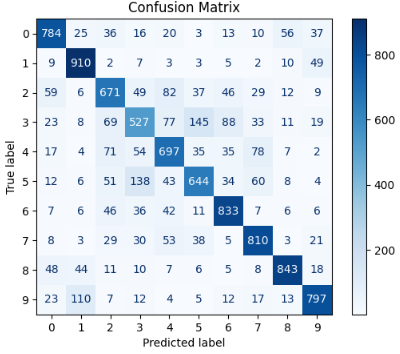 Confusion Matrix
0 784 25 36 16 20 3 13 10 56 37
1 9 910 2 7 3 3 5 2 10 49
2 59 6 671 49 82 37 46 29 12 9
3 23 8 69 527 77 145 88 33 11 19
4 17 4 71 54 697 35 35 78 7 2
5 12 6 51 138 43 644 34 60 8 4
6 7 6 46 36 42 11 833 7 6 6
7 8 3 29 30 53 38 5 810 3 21
8 48 44 11 10 7 6 5 8 843 18
9 23 110 7 12 4 5 12 17 13 797
0 1 2 3 4 5 6 7 8 9
Predicted label
True label
800
600
400
200